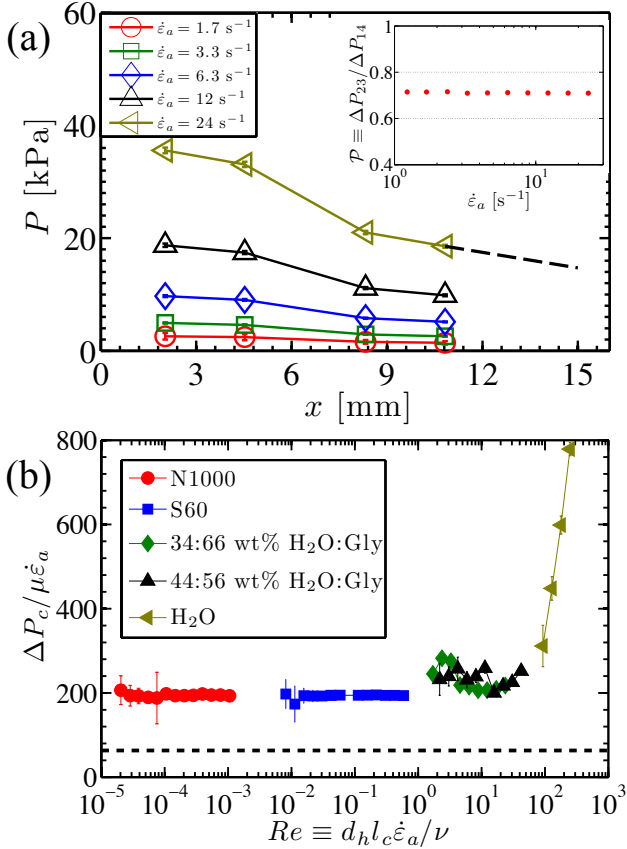 (a)
60
40
20
0
P [kPa]
ε̇ₐ = 1.7 s⁻¹
ε̇ₐ = 3.3 s⁻¹
ε̇ₐ = 6.3 s⁻¹
ε̇ₐ = 12 s⁻¹
ε̇ₐ = 24 s⁻¹
1
0.8
0.6
0.4
𝒫 ≡ ΔP₂₃/ΔP₁₄
10⁰ 10¹
ε̇ₐ [s⁻¹]
0 3 6 9 12 15
x [mm]
(b)
800
600
400
200
0
ΔP_c/με̇ₐ
N1000
S60
34:66 wt% H₂O:Gly
44:56 wt% H₂O:Gly
H₂O
10⁻⁵ 10⁻⁴ 10⁻³ 10⁻² 10⁻¹ 10⁰ 10¹ 10² 10³
Re ≡ d_h l_c ε̇ₐ/ν